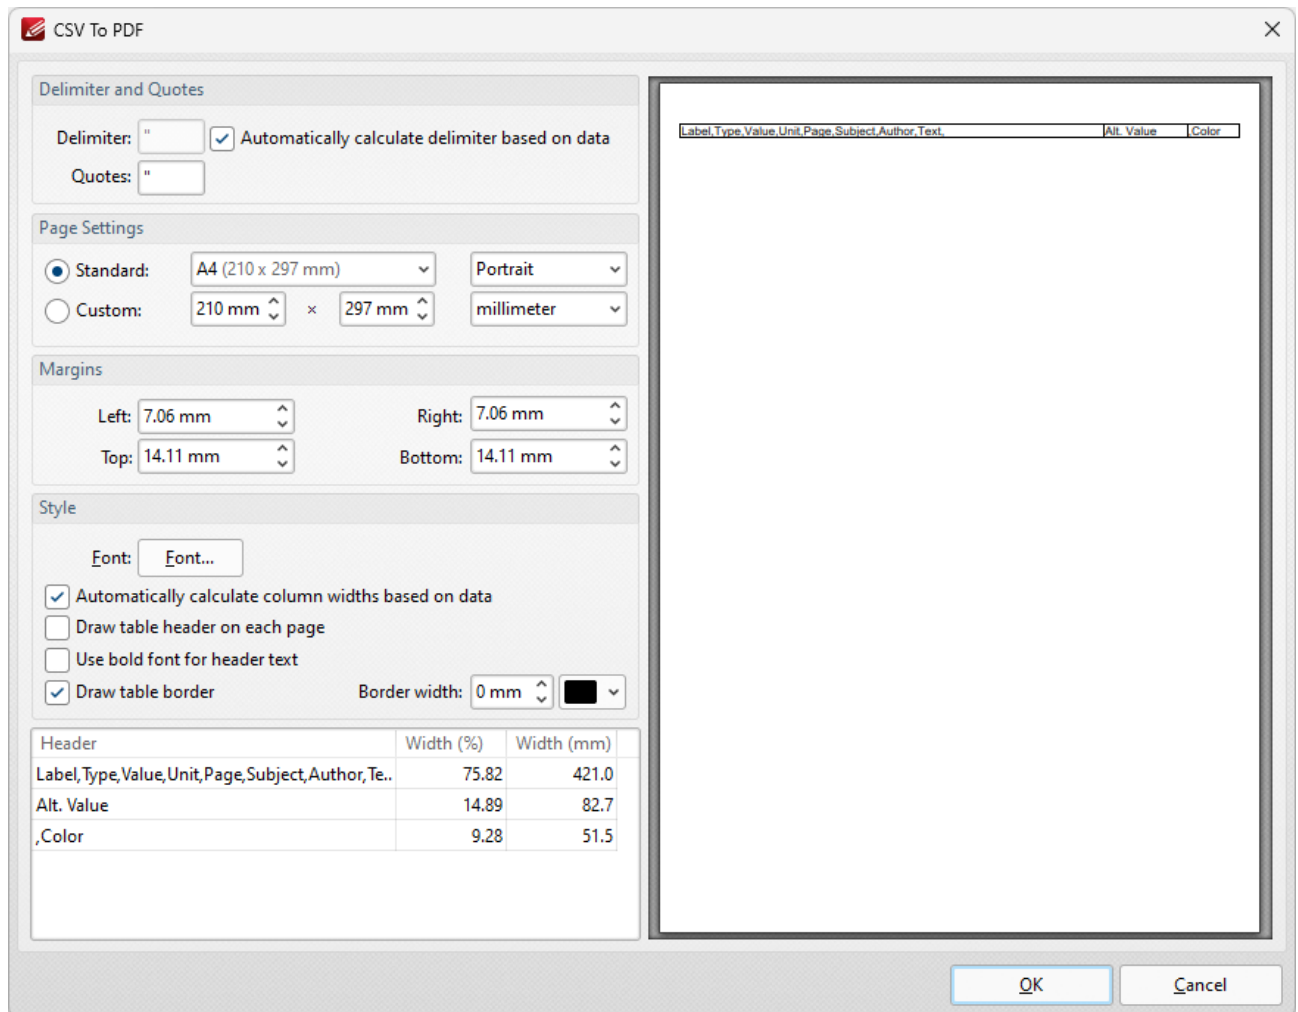 CSV To PDF
Delimiter and Quotes
Delimiter: " Automatically calculate delimiter based on data
Quotes: "
Page Settings
Standard: A4 (210 x 297 mm) Portrait
Custom: 210 mm × 297 mm millimeter
Margins
Left: 7.06 mm Right: 7.06 mm
Top: 14.11 mm Bottom: 14.11 mm
Style
Font: Font...
Automatically calculate column widths based on data
Draw table header on each page
Use bold font for header text
Draw table border Border width: 0 mm
Header Width (%) Width (mm)
Label,Type,Value,Unit,Page,Subject,Author,Te.. 75.82 421.0
Alt. Value 14.89 82.7
,Color 9.28 51.5
Label,Type,Value,Unit,Page,Subject,Author,Text, Alt. Value ,Color
OK Cancel